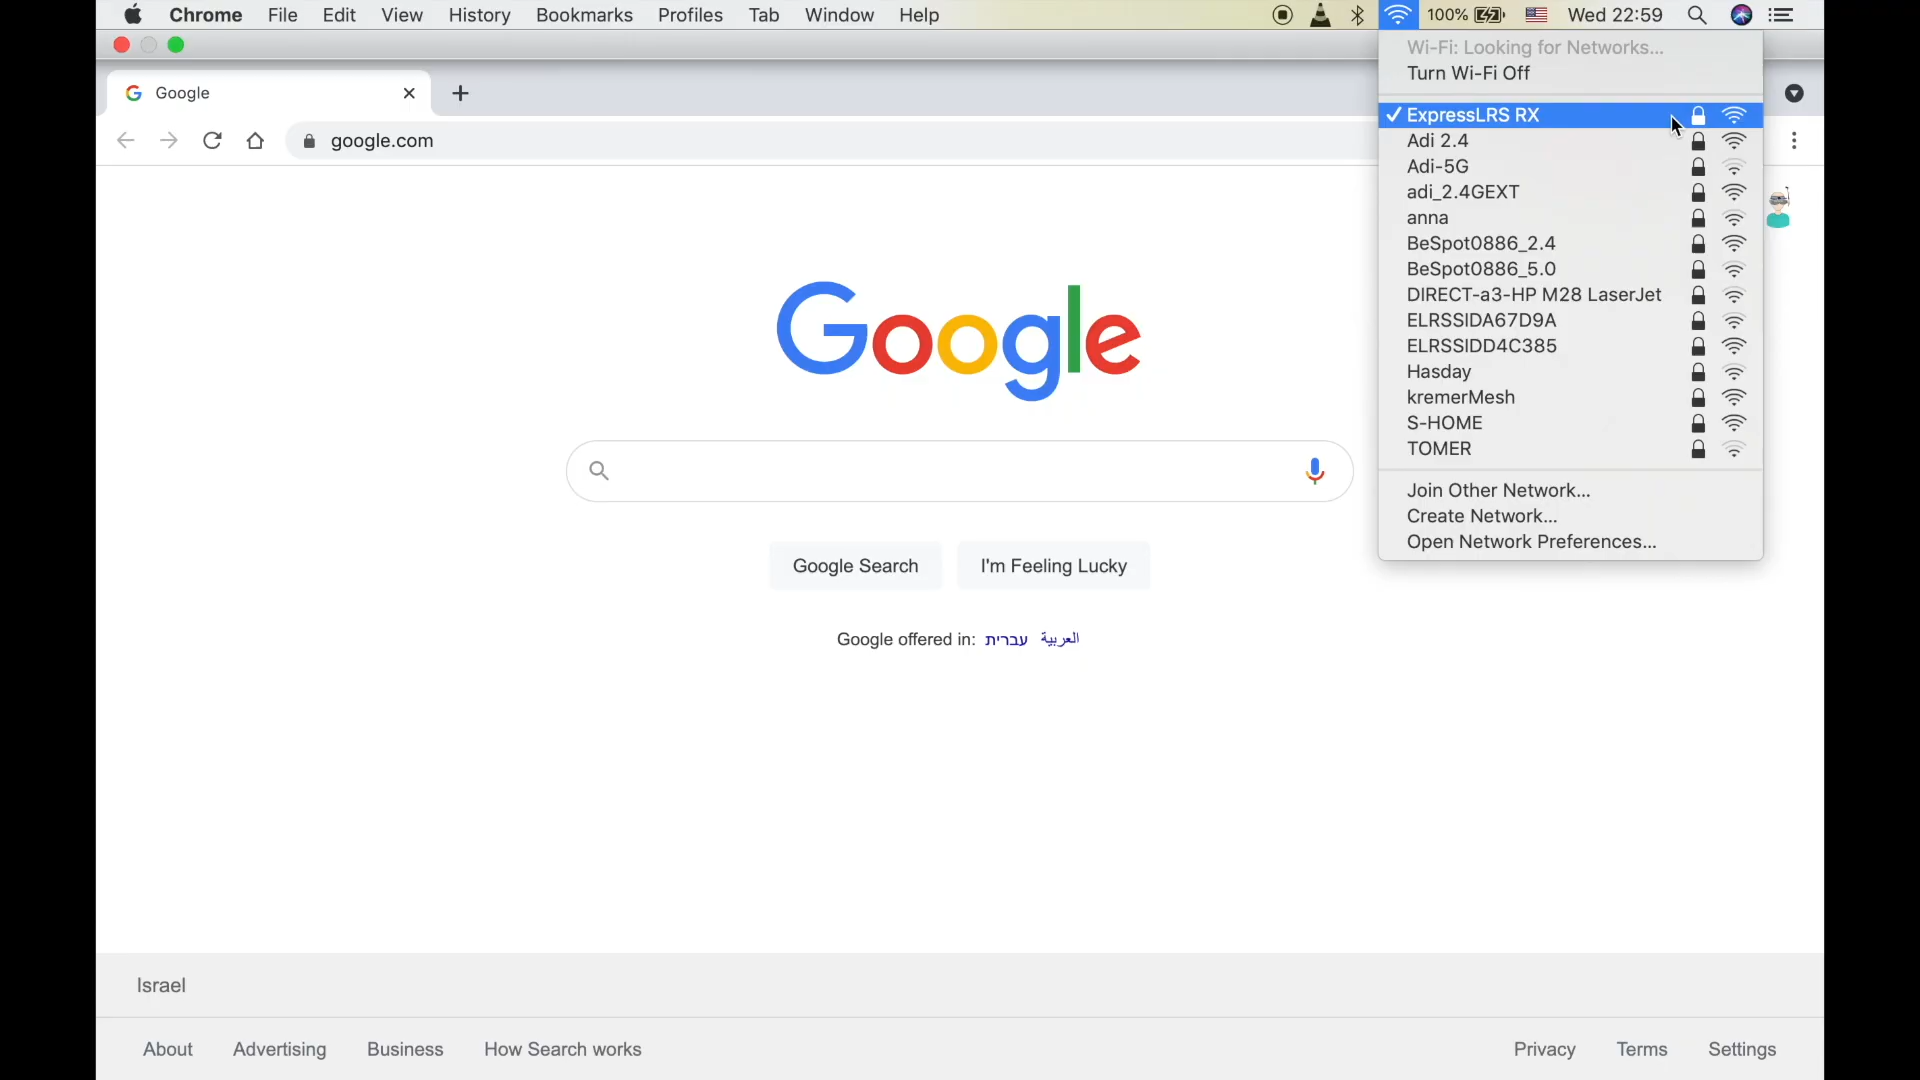 Chrome File Edit View History Bookmarks Profiles Tab Window Help 100% Wed 22:59
Wi-Fi: Looking for Networks...
Turn Wi-Fi Off
Google
ExpressLRS RX
google.com
Adi 2.4
Adi-5G
adi_2.4GEXT
anna
BeSpot0886_2.4
BeSpot0886_5.0
DIRECT-a3-HP M28 LaserJet
ELRSSIDA67D9A
ELRSSIDD4C385
Hasday
kremerMesh
S-HOME
TOMER
Join Other Network...
Create Network...
Open Network Preferences...
Google
Google Search I'm Feeling Lucky
Google offered in: עברית العربية
Israel
About Advertising Business How Search works Privacy Terms Settings